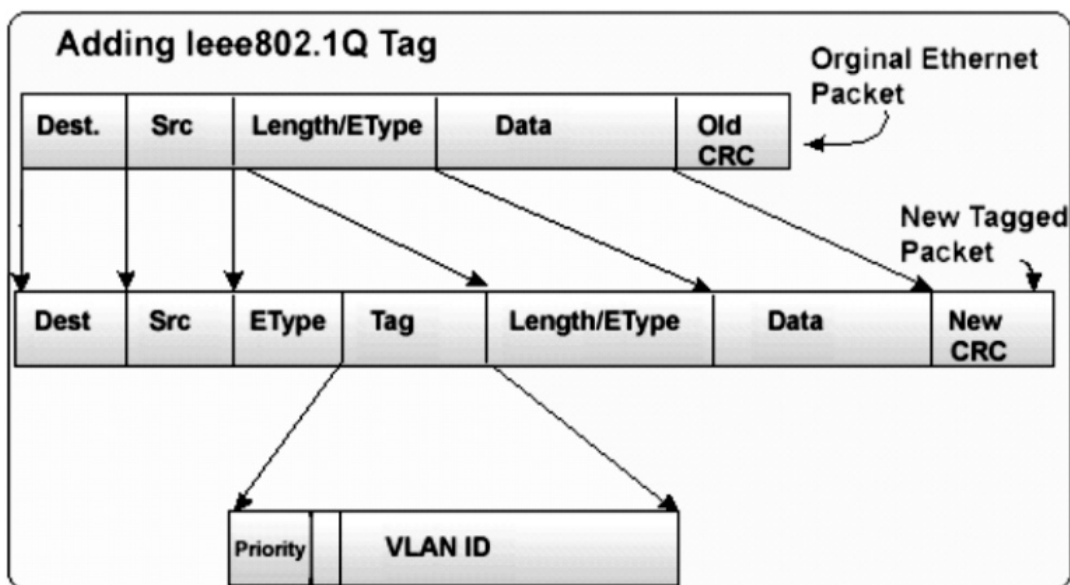 Adding Ieee802.1Q Tag
Orginal Ethernet
Packet
Dest.
Src
Length/EType
Data
Old
CRC
New Tagged
Packet
Dest
Src
EType
Tag
Length/EType
Data
New
CRC
Priority
VLAN ID